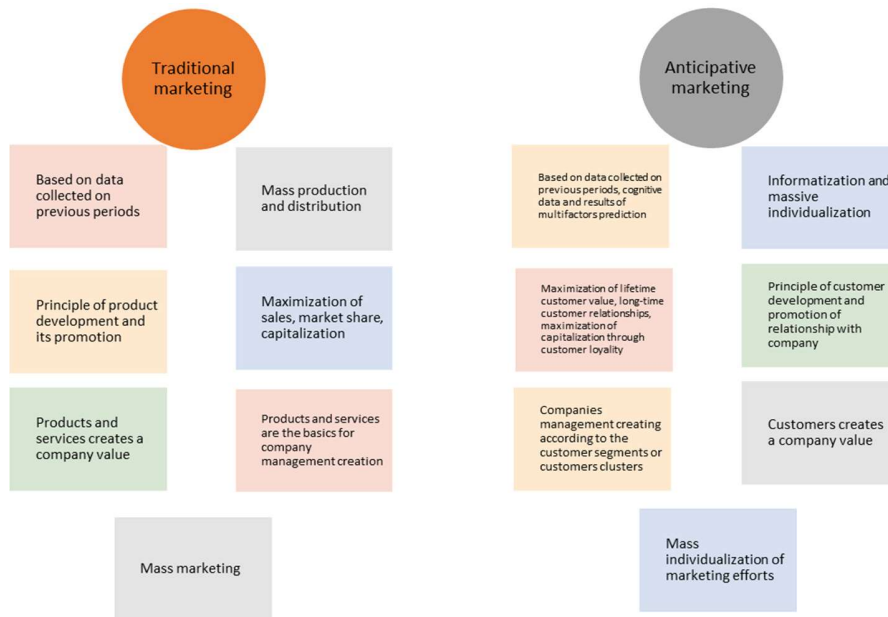 Traditional
marketing
Based on data
collected on
previous periods
Mass production
and distribution
Principle of product
development and
its promotion
Maximization of
sales, market share,
capitalization
Products and
services creates a
company value
Products and services
are the basics for
company
management creation
Mass marketing
Anticipative
marketing
Based on data collected on
previous periods, cognitive
data and results of
multifactors prediction
Informatization and
massive
individualization
Maximization of lifetime
customer value, long-time
customer relationships,
maximization of
capitalization through
customer loyality
Principle of customer
development and
promotion of
relationship with
company
Companies
management creating
according to the
customer segments or
customers clusters
Customers creates
a company value
Mass
individualization of
marketing efforts